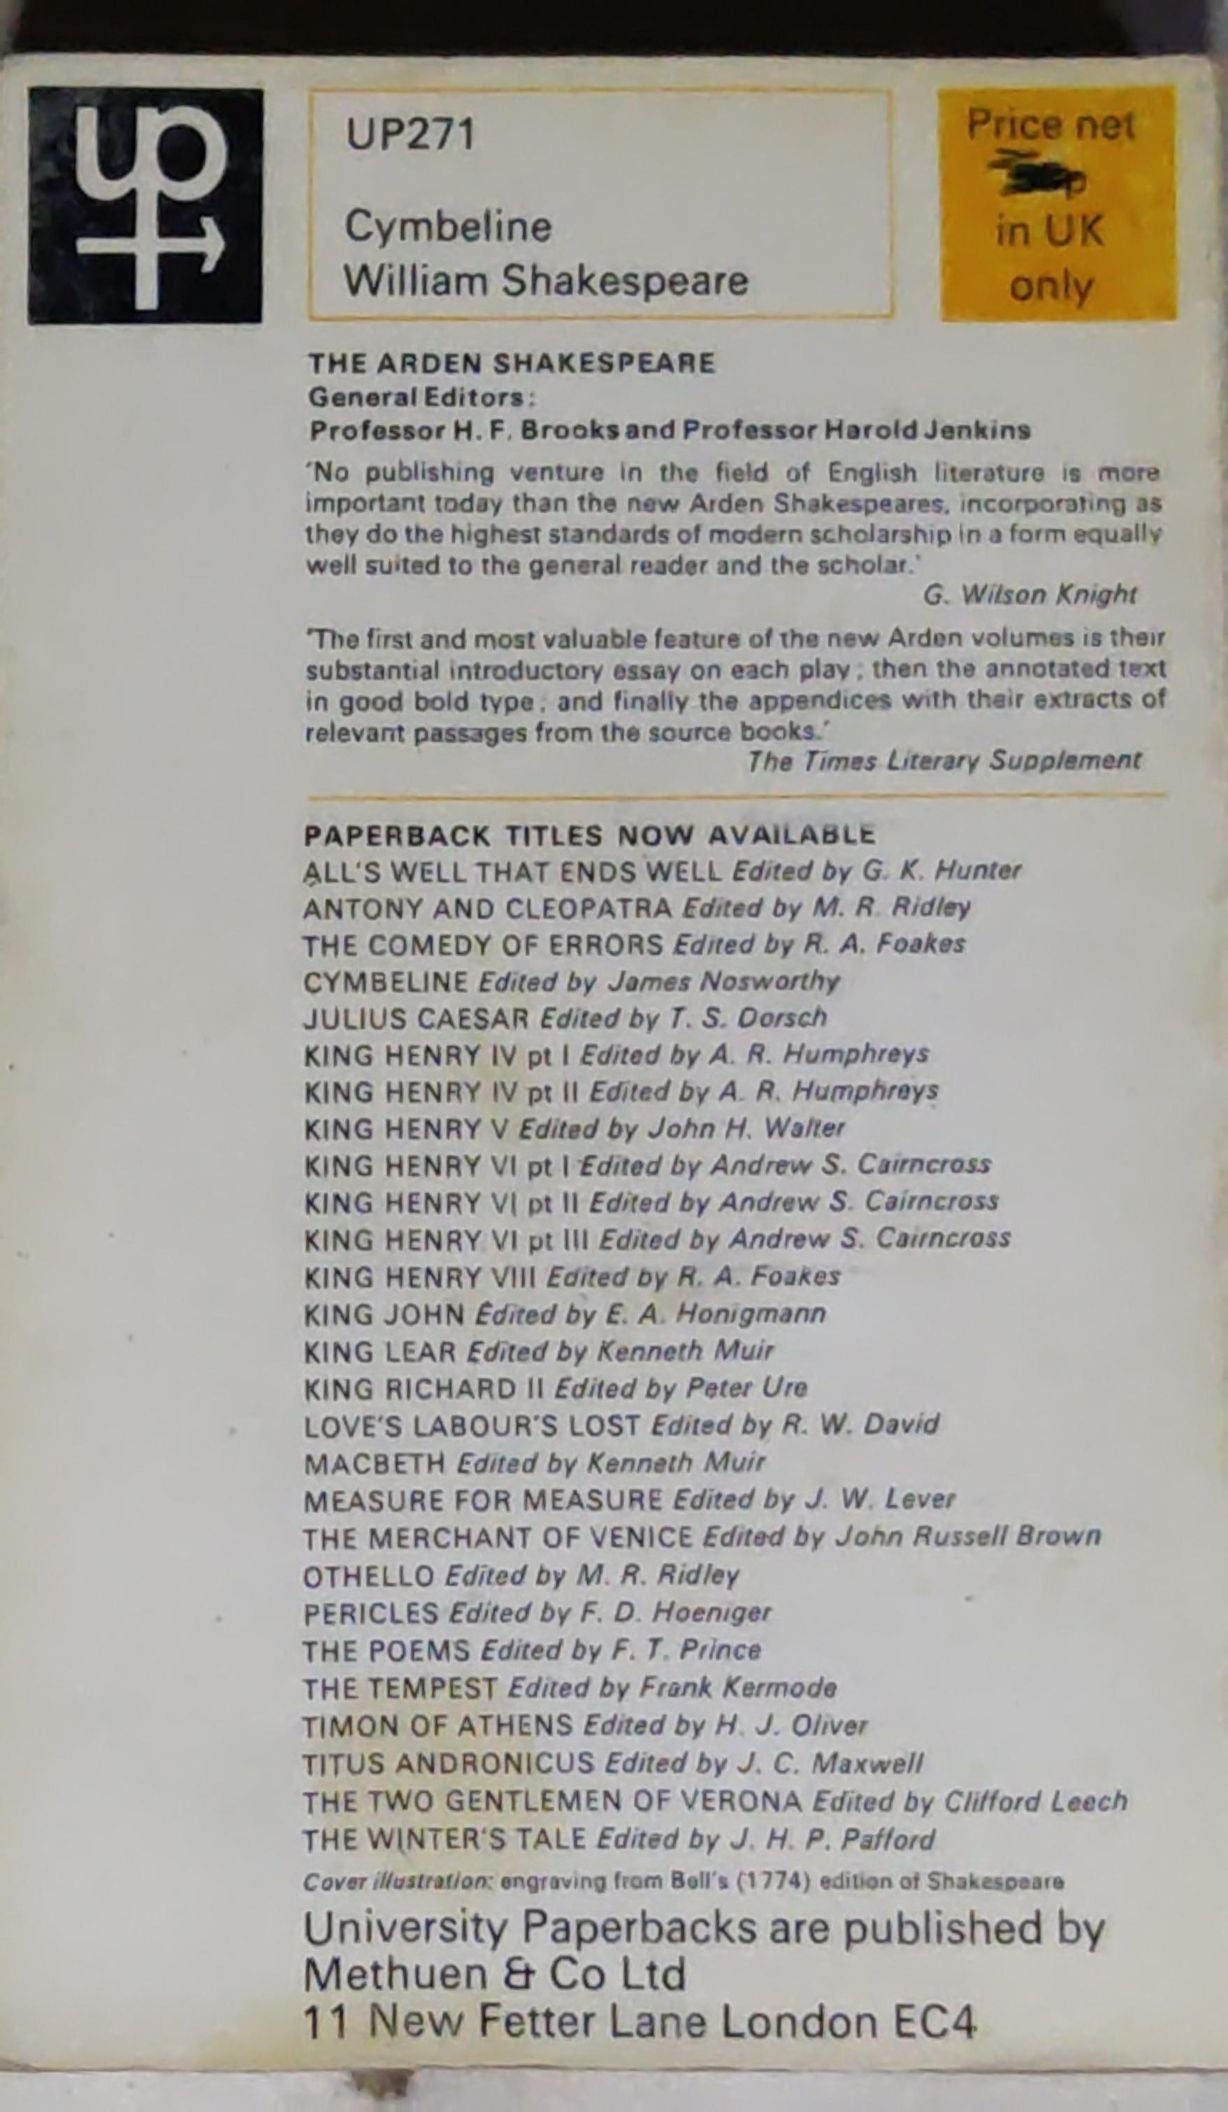 up
UP271
Cymbeline
William Shakespeare
Price net
p
in UK
only
THE ARDEN SHAKESPEARE
General Editors:
Professor H. F. Brooks and Professor Harold Jenkins
'No publishing venture in the field of English literature is more
important today than the new Arden Shakespeares, incorporating as
they do the highest standards of modern scholarship in a form equally
well suited to the general reader and the scholar.'
G. Wilson Knight
'The first and most valuable feature of the new Arden volumes is their
substantial introductory essay on each play; then the annotated text
in good bold type; and finally the appendices with their extracts of
relevant passages from the source books.'
The Times Literary Supplement
PAPERBACK TITLES NOW AVAILABLE
ALL'S WELL THAT ENDS WELL Edited by G. K. Hunter
ANTONY AND CLEOPATRA Edited by M. R. Ridley
THE COMEDY OF ERRORS Edited by R. A. Foakes
CYMBELINE Edited by James Nosworthy
JULIUS CAESAR Edited by T. S. Dorsch
KING HENRY IV pt I Edited by A. R. Humphreys
KING HENRY IV pt II Edited by A. R. Humphreys
KING HENRY V Edited by John H. Walter
KING HENRY VI pt I Edited by Andrew S. Cairncross
KING HENRY VI pt II Edited by Andrew S. Cairncross
KING HENRY VI pt III Edited by Andrew S. Cairncross
KING HENRY VIII Edited by R. A. Foakes
KING JOHN Edited by E. A. Honigmann
KING LEAR Edited by Kenneth Muir
KING RICHARD II Edited by Peter Ure
LOVE'S LABOUR'S LOST Edited by R. W. David
MACBETH Edited by Kenneth Muir
MEASURE FOR MEASURE Edited by J. W. Lever
THE MERCHANT OF VENICE Edited by John Russell Brown
OTHELLO Edited by M. R. Ridley
PERICLES Edited by F. D. Hoeniger
THE POEMS Edited by F. T. Prince
THE TEMPEST Edited by Frank Kermode
TIMON OF ATHENS Edited by H. J. Oliver
TITUS ANDRONICUS Edited by J. C. Maxwell
THE TWO GENTLEMEN OF VERONA Edited by Clifford Leech
THE WINTER'S TALE Edited by J. H. P. Pafford
Cover illustration: engraving from Bell's (1774) edition of Shakespeare
University Paperbacks are published by
Methuen & Co Ltd
11 New Fetter Lane London EC4